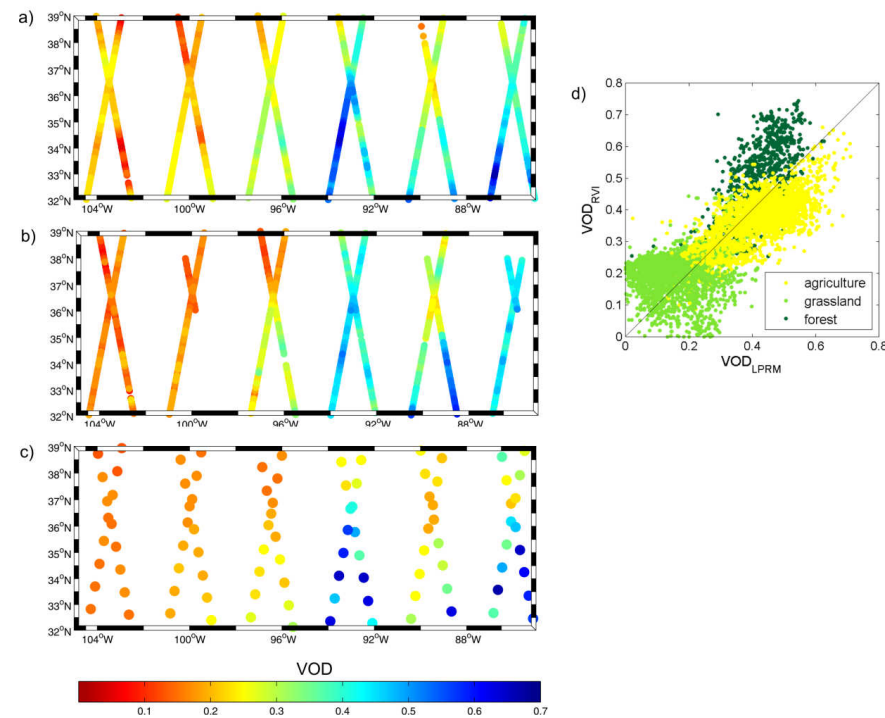 a)
39°N
38°N
37°N
36°N
35°N
34°N
33°N
32°N
104°W 100°W 96°W 92°W 88°W
b)
39°N
38°N
37°N
36°N
35°N
34°N
33°N
32°N
104°W 100°W 96°W 92°W 88°W
c)
39°N
38°N
37°N
36°N
35°N
34°N
33°N
32°N
104°W 100°W 96°W 92°W 88°W
VOD
0.1 0.2 0.3 0.4 0.5 0.6 0.7
d)
0.8
0.7
0.6
0.5
0.4
0.3
0.2
0.1
0
VOD_RVI
agriculture
grassland
forest
0 0.2 0.4 0.6 0.8
VOD_LPRM